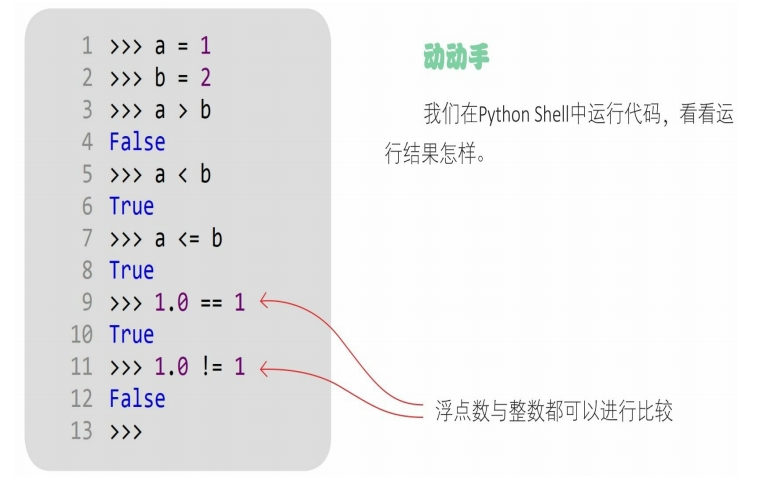 1 >>> a = 1
2 >>> b = 2
3 >>> a > b
4 False
5 >>> a < b
6 True
7 >>> a <= b
8 True
9 >>> 1.0 == 1
10 True
11 >>> 1.0 != 1
12 False
13 >>>
动动手
我们在Python Shell中运行代码，看看运
行结果怎样。
浮点数与整数都可以进行比较